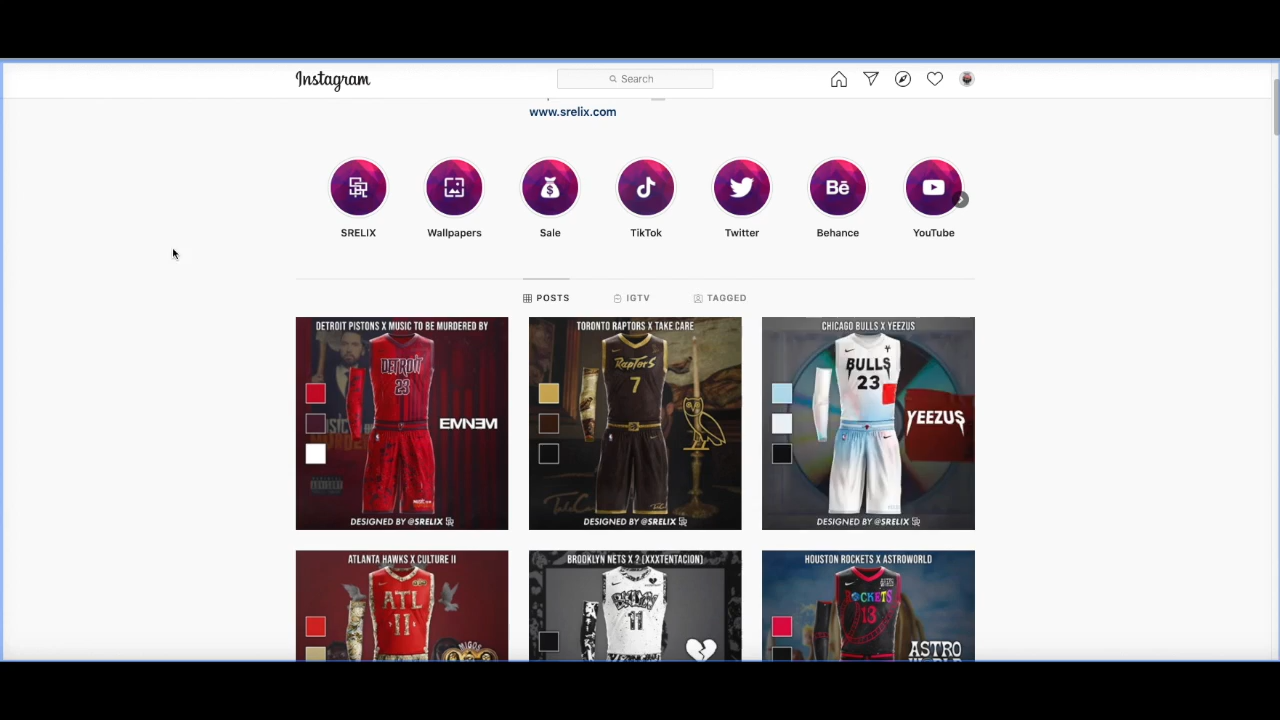 Instagram
Search
www.srelix.com
SRELIX
Wallpapers
Sale
TikTok
Twitter
Behance
YouTube
POSTS
IGTV
TAGGED
DETROIT PISTONS X MUSIC TO BE MURDERED BY
DETROIT
23
EMINEM
DESIGNED BY @SRELIX
TORONTO RAPTORS X TAKE CARE
RAPTORS
7
DESIGNED BY @SRELIX
CHICAGO BULLS X YEEZUS
BULLS
23
YEEZUS
DESIGNED BY @SRELIX
ATLANTA HAWKS X CULTURE II
ATL
11
MIGOS
BROOKLYN NETS X ? (XXXTENTACION)
BROOKLYN
11
HOUSTON ROCKETS X ASTROWORLD
ROCKETS
13
ASTRO